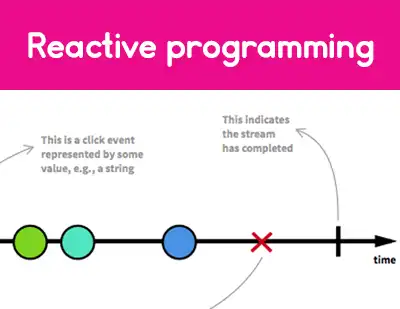 Reactive programming
This is a click event
represented by some
value, e.g., a string
This indicates
the stream
has completed
time